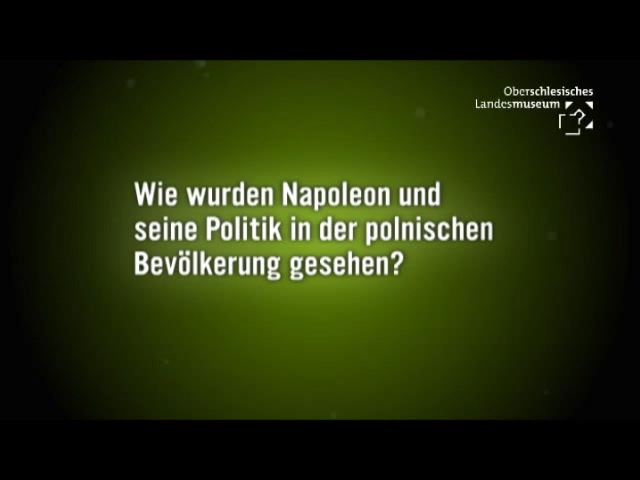 Oberschlesisches
Landesmuseum
Wie wurden Napoleon und
seine Politik in der polnischen
Bevölkerung gesehen?